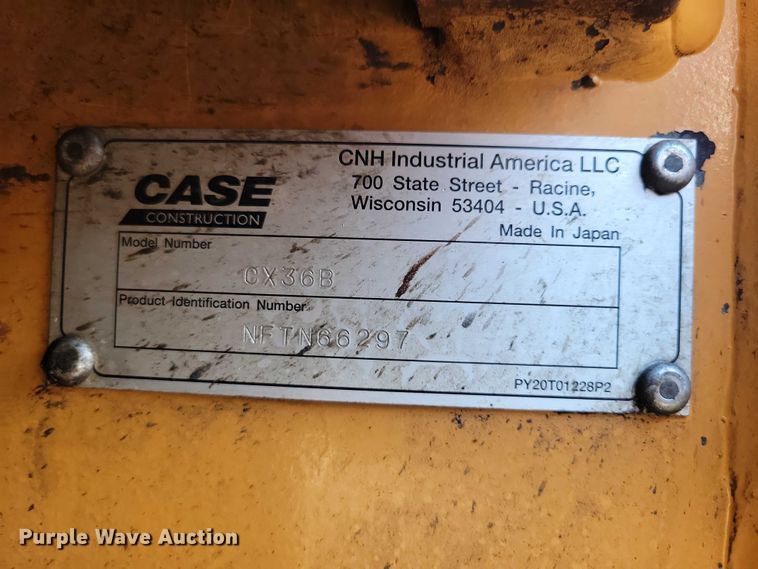 CASE
CONSTRUCTION
CNH Industrial America LLC
700 State Street - Racine,
Wisconsin 53404 - U.S.A.
Made In Japan
Model Number
CX36B
Product Identification Number
NFTN66297
PY20T01228P2
Purple Wave Auction